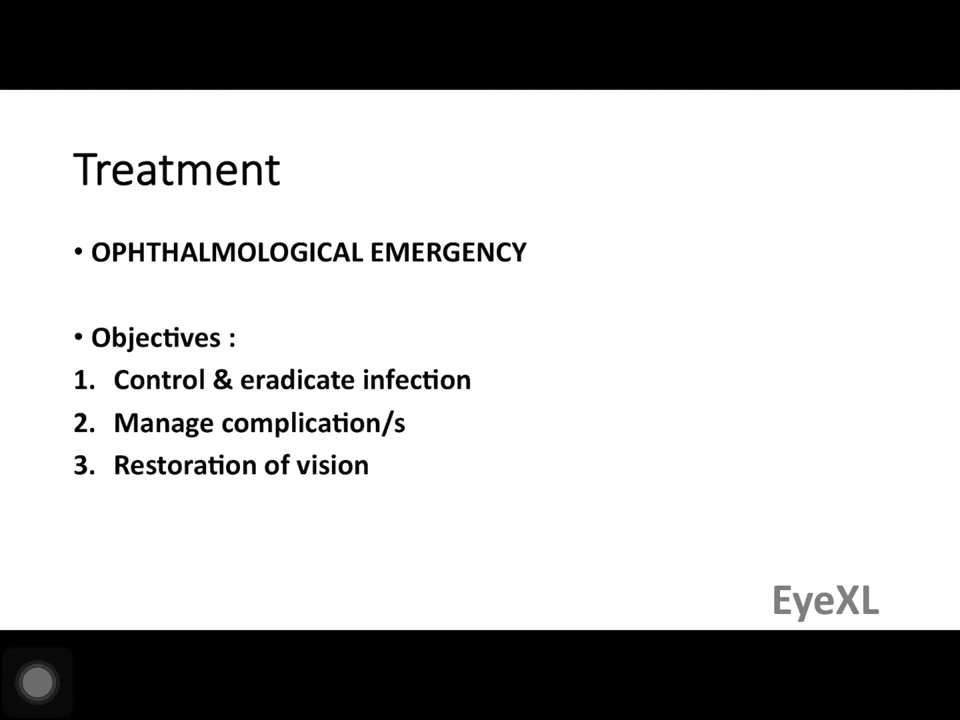 Treatment
• OPHTHALMOLOGICAL EMERGENCY
• Objectives :
1. Control & eradicate infection
2. Manage complication/s
3. Restoration of vision
EyeXL